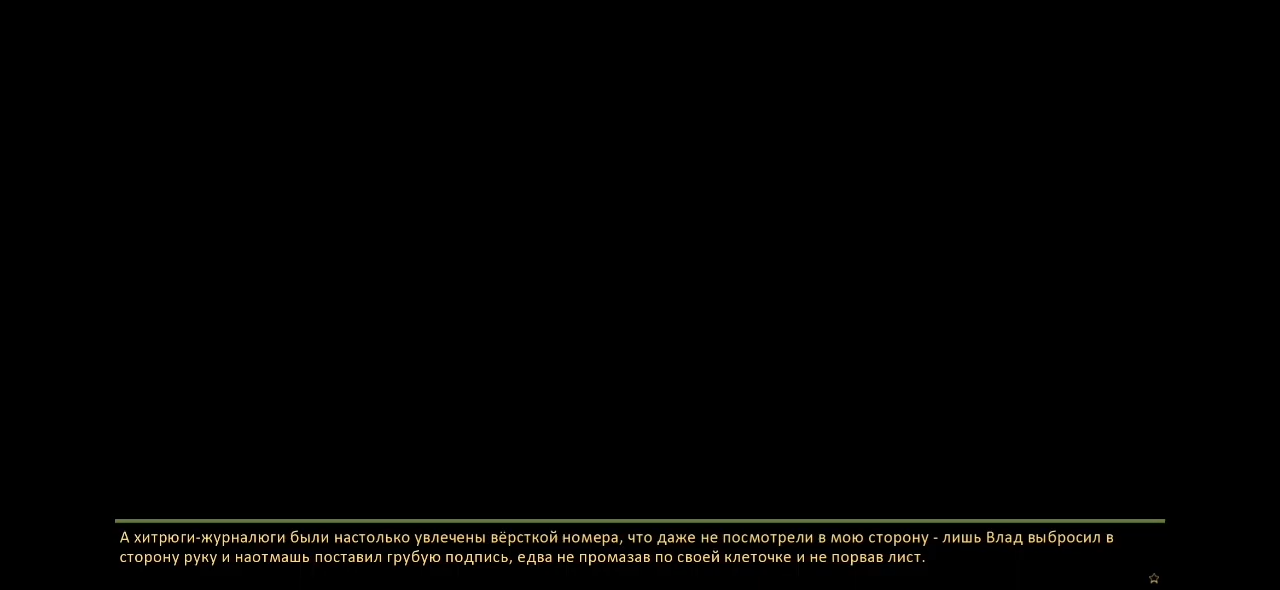 А хитрюги-журналюги были настолько увлечены вёрсткой номера, что даже не посмотрели в мою сторону - лишь Влад выбросил в
сторону руку и наотмашь поставил грубую подпись, едва не промазав по своей клеточке и не порвав лист.